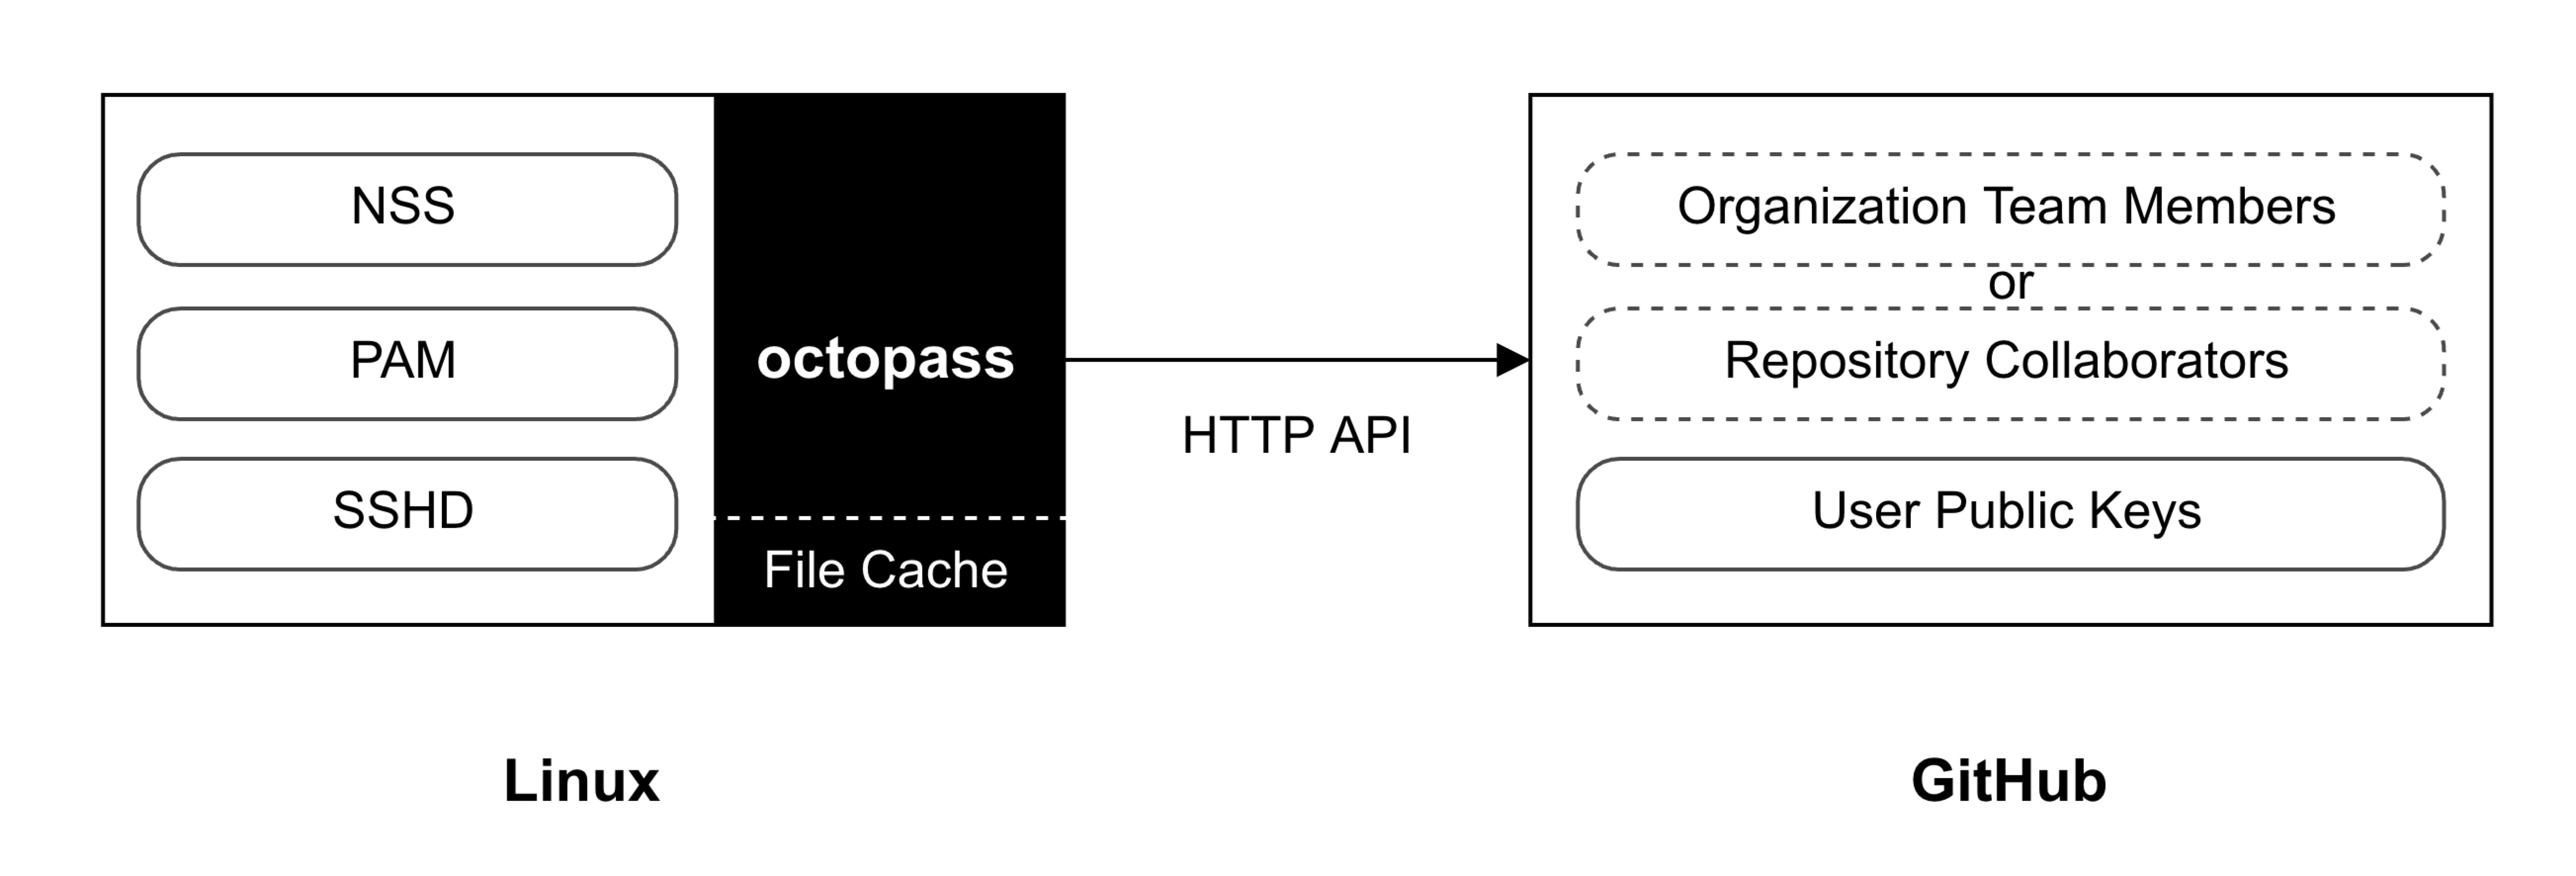 NSS
PAM
SSHD
octopass
File Cache
HTTP API
Organization Team Members
or
Repository Collaborators
User Public Keys
Linux
GitHub